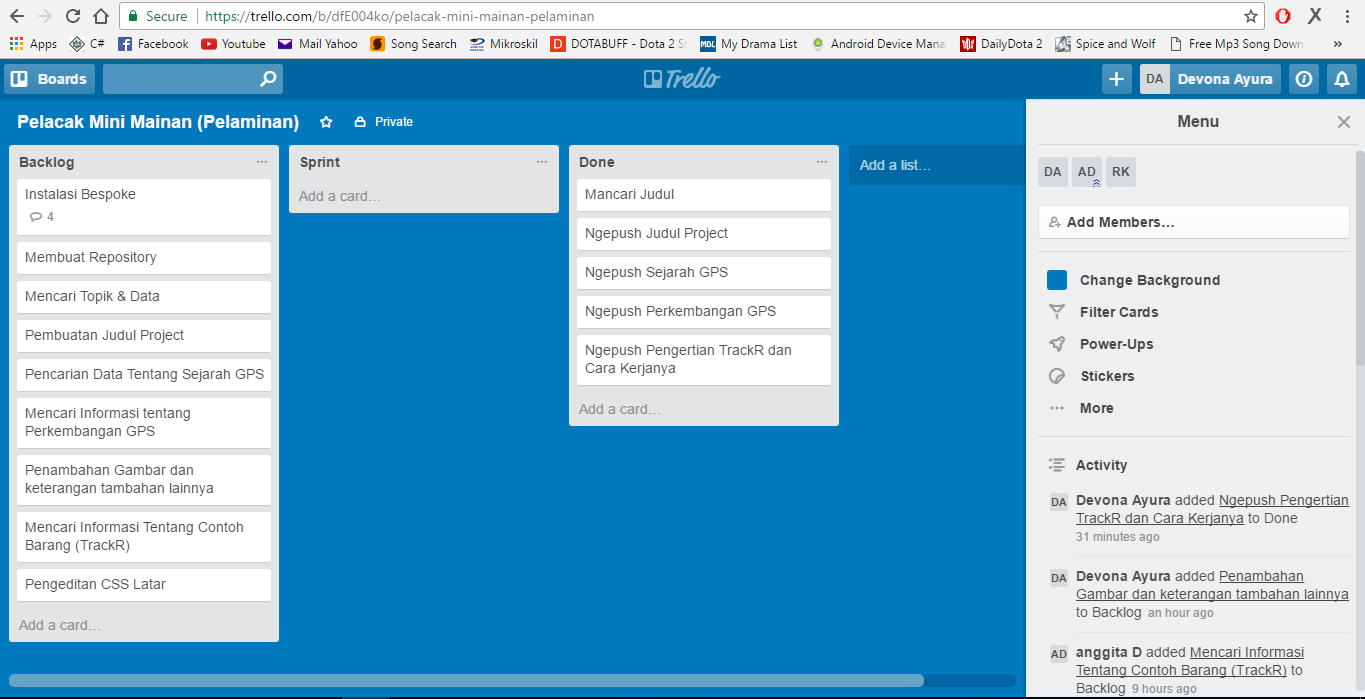 Secure https://trello.com/b/dfE004ko/pelacak-mini-mainan-pelaminan
Apps C# Facebook Youtube Mail Yahoo Song Search Mikroskil DOTABUFF - Dota 2 S My Drama List Android Device Mana DailyDota 2 Spice and Wolf Free Mp3 Song Down »
Boards Trello + DA Devona Ayura
Pelacak Mini Mainan (Pelaminan) Private
Backlog
Instalasi Bespoke
4
Membuat Repository
Mencari Topik & Data
Pembuatan Judul Project
Pencarian Data Tentang Sejarah GPS
Mencari Informasi tentang
Perkembangan GPS
Penambahan Gambar dan
keterangan tambahan lainnya
Mencari Informasi Tentang Contoh
Barang (TrackR)
Pengeditan CSS Latar
Add a card…
Sprint
Add a card…
Done
Mancari Judul
Ngepush Judul Project
Ngepush Sejarah GPS
Ngepush Perkembangan GPS
Ngepush Pengertian TrackR dan
Cara Kerjanya
Add a card…
Add a list…
Menu
DA AD RK
Add Members…
Change Background
Filter Cards
Power-Ups
Stickers
More
Activity
DA Devona Ayura added Ngepush Pengertian
TrackR dan Cara Kerjanya to Done
31 minutes ago
DA Devona Ayura added Penambahan
Gambar dan keterangan tambahan lainnya
to Backlog an hour ago
AD anggita D added Mencari Informasi
Tentang Contoh Barang (TrackR) to
Backlog 9 hours ago